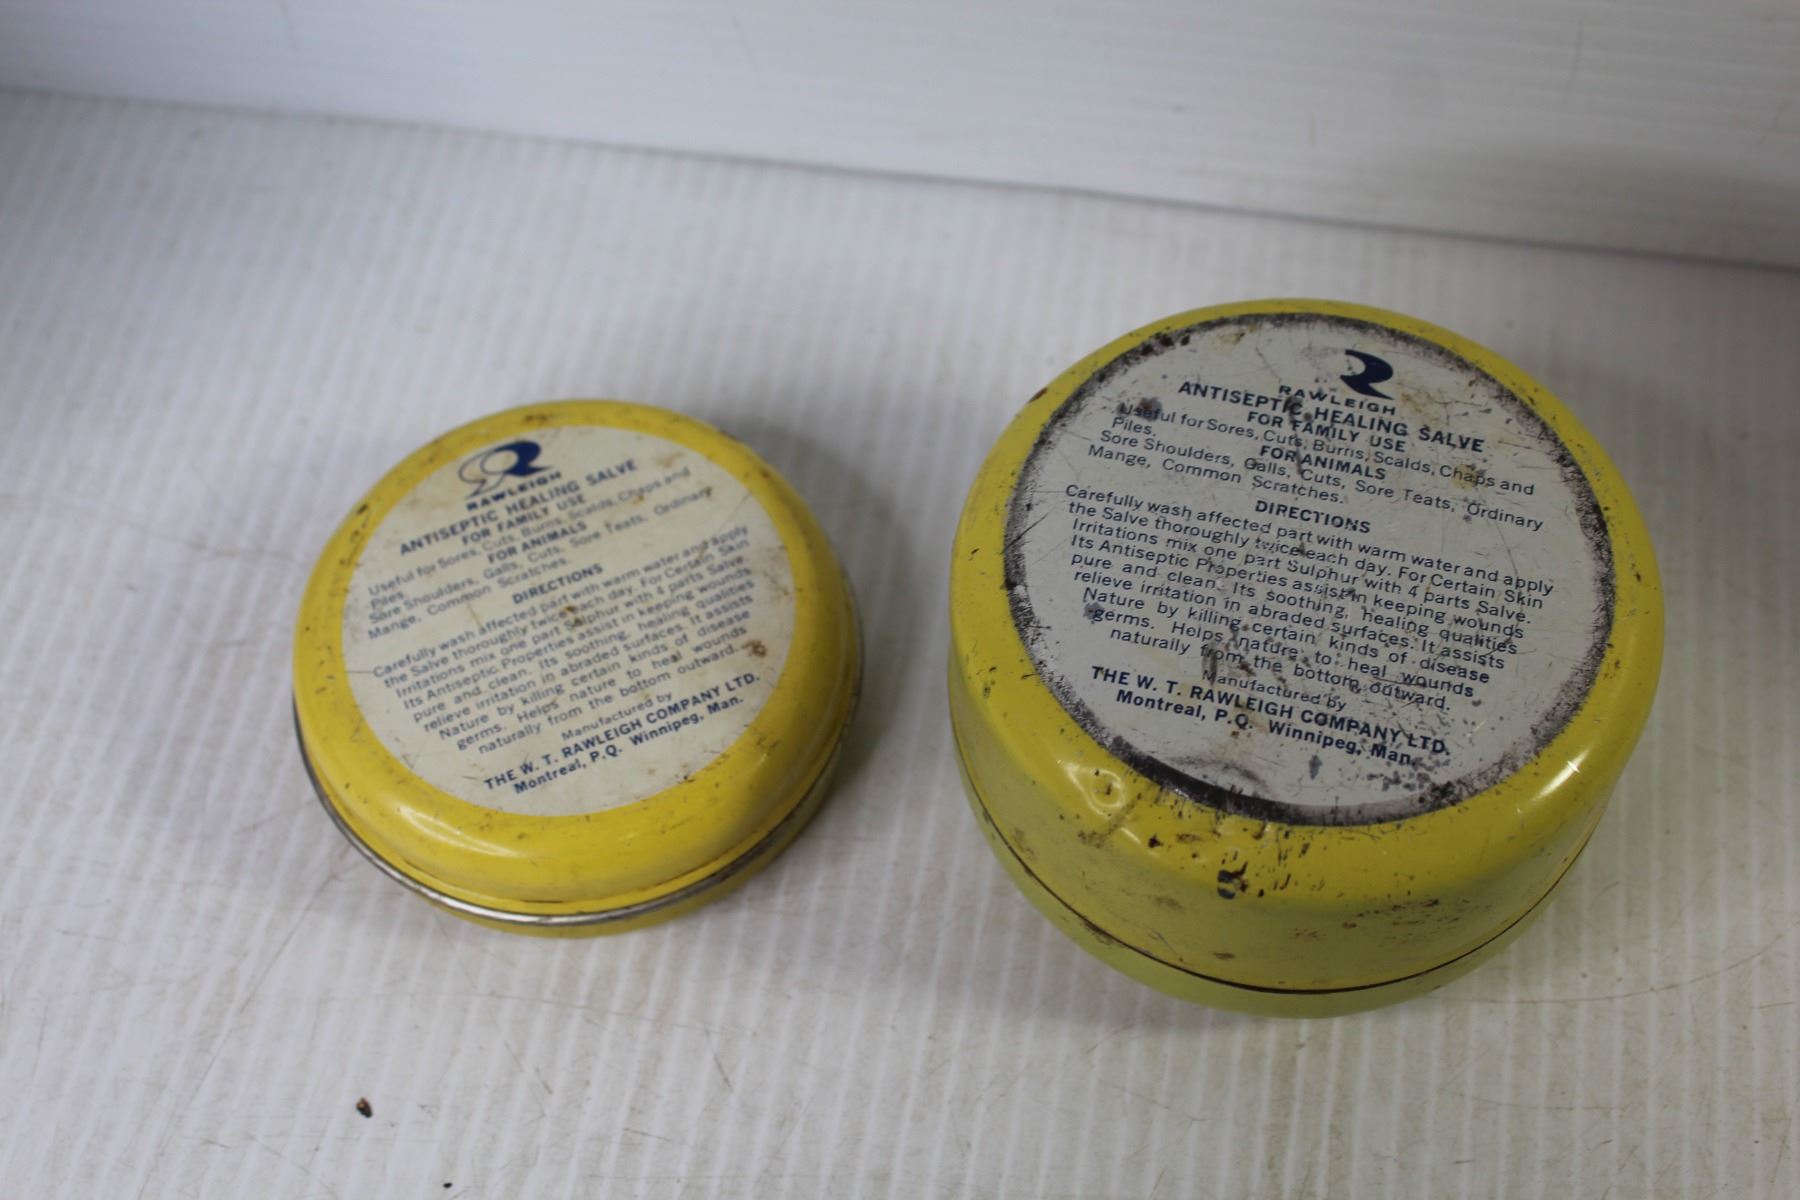 RAWLEIGH
ANTISEPTIC HEALING SALVE
FOR FAMILY USE
Useful for Sores, Cuts, Burns, Scalds, Chaps and
Piles.
FOR ANIMALS
Sore Shoulders, Galls, Cuts, Sore Teats, Ordinary
Mange, Common Scratches.
DIRECTIONS
Carefully wash affected part with warm water and apply
the Salve thoroughly twice each day. For Certain Skin
Irritations mix one part Sulphur with 4 parts Salve.
Its Antiseptic Properties assist in keeping wounds
pure and clean. Its soothing, healing qualities
relieve irritation in abraded surfaces. It assists
Nature by killing certain kinds of disease
germs. Helps nature to heal wounds
naturally from the bottom outward.
Manufactured by
THE W. T. RAWLEIGH COMPANY LTD.
Montreal, P.Q. Winnipeg, Man.
RAWLEIGH
ANTISEPTIC HEALING SALVE
FOR FAMILY USE
Useful for Sores, Cuts, Burns, Scalds, Chaps and
Piles.
FOR ANIMALS
Sore Shoulders, Galls, Cuts, Sore Teats, Ordinary
Mange, Common Scratches.
DIRECTIONS
Carefully wash affected part with warm water and apply
the Salve thoroughly twice each day. For Certain Skin
Irritations mix one part Sulphur with 4 parts Salve.
Its Antiseptic Properties assist in keeping wounds
pure and clean. Its soothing, healing qualities
relieve irritation in abraded surfaces. It assists
Nature by killing certain kinds of disease
germs. Helps nature to heal wounds
naturally from the bottom outward.
Manufactured by
THE W. T. RAWLEIGH COMPANY LTD.
Montreal, P.Q. Winnipeg, Man.